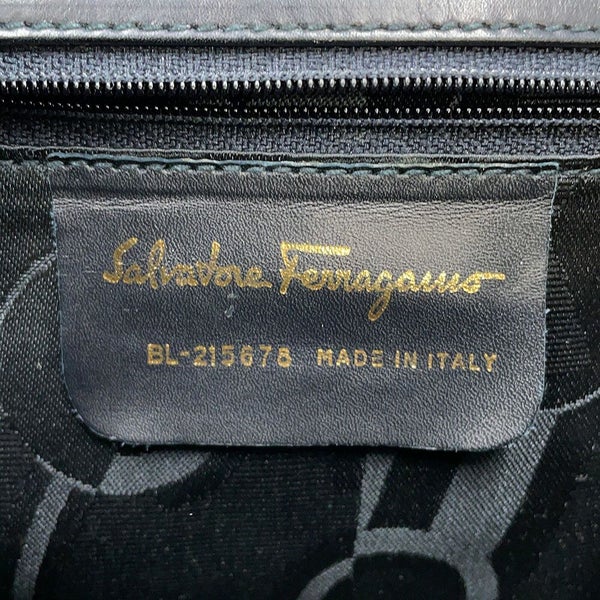 Salvatore Ferragamo
BL-215678 MADE IN ITALY